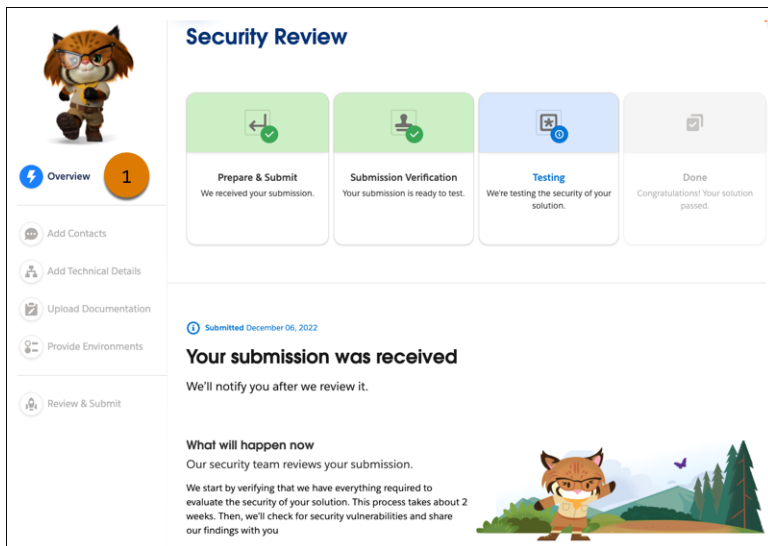 Security Review
Overview
1
Add Contacts
Add Technical Details
Upload Documentation
Provide Environments
Review & Submit
Prepare & Submit
We received your submission.
Submission Verification
Your submission is ready to test.
Testing
We're testing the security of your
solution.
Done
Congratulations! Your solution
passed.
Submitted December 06, 2022
Your submission was received
We'll notify you after we review it.
What will happen now
Our security team reviews your submission.
We start by verifying that we have everything required to
evaluate the security of your solution. This process takes about 2
weeks. Then, we'll check for security vulnerabilities and share
our findings with you